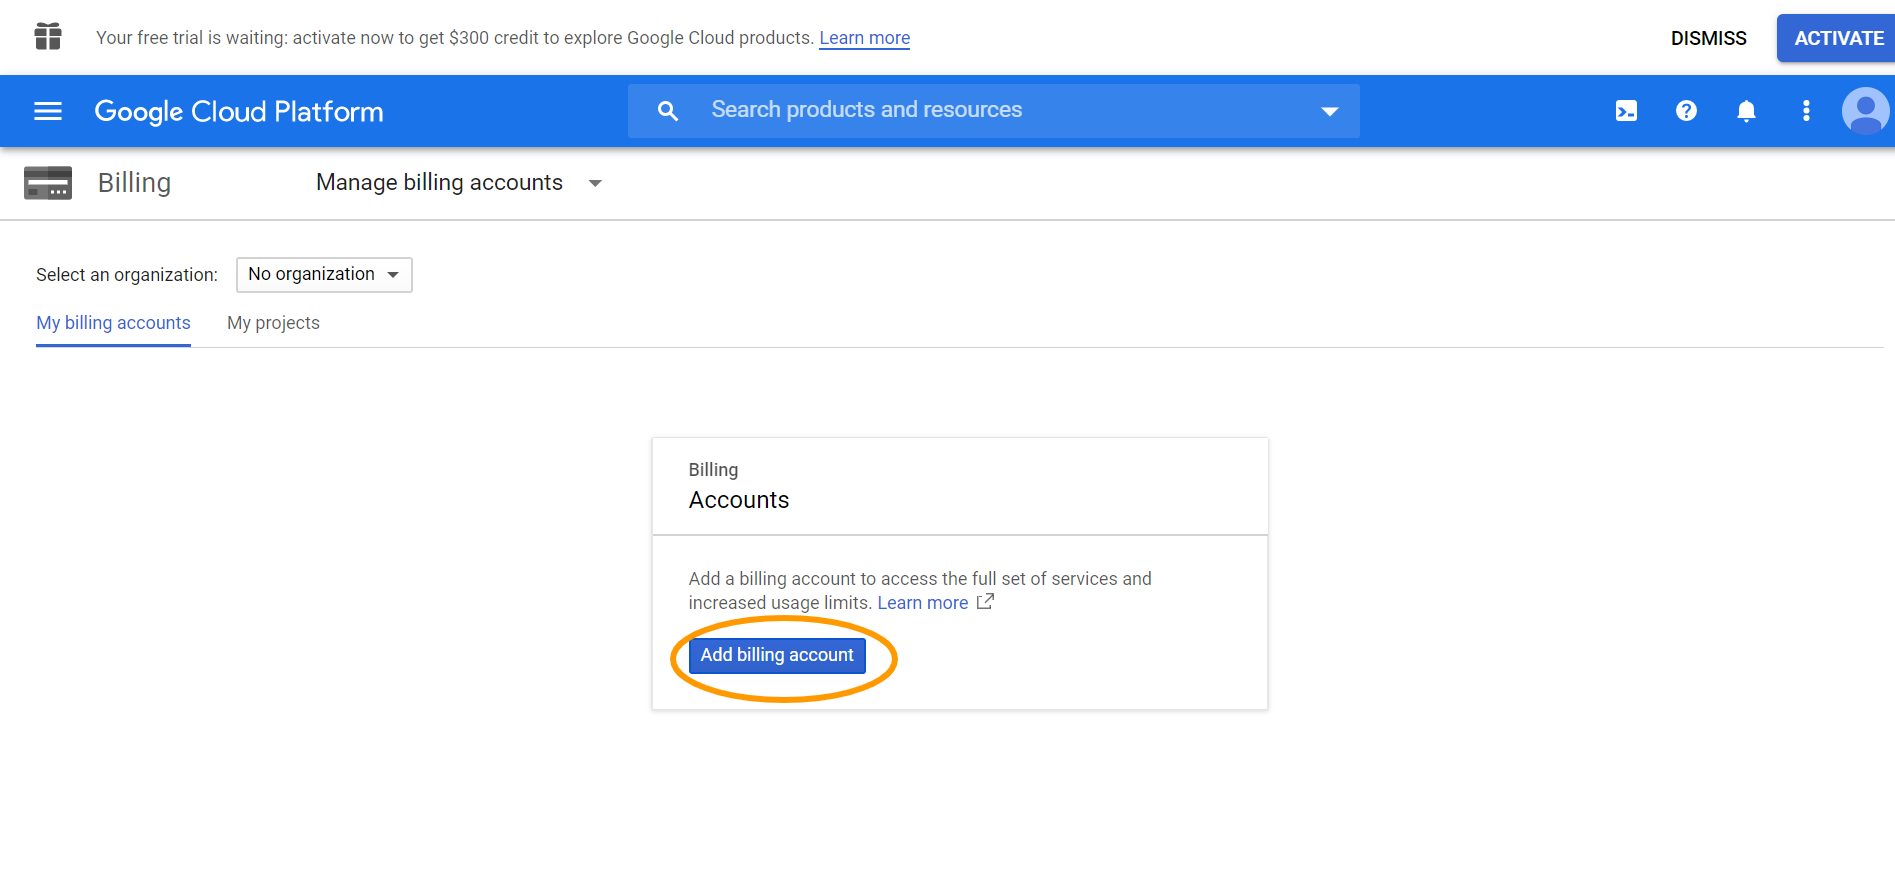 Your free trial is waiting: activate now to get $300 credit to explore Google Cloud products. Learn more
DISMISS
ACTIVATE
Google Cloud Platform
Search products and resources
Billing
Manage billing accounts
Select an organization:
No organization
My billing accounts
My projects
Billing
Accounts
Add a billing account to access the full set of services and
increased usage limits. Learn more
Add billing account